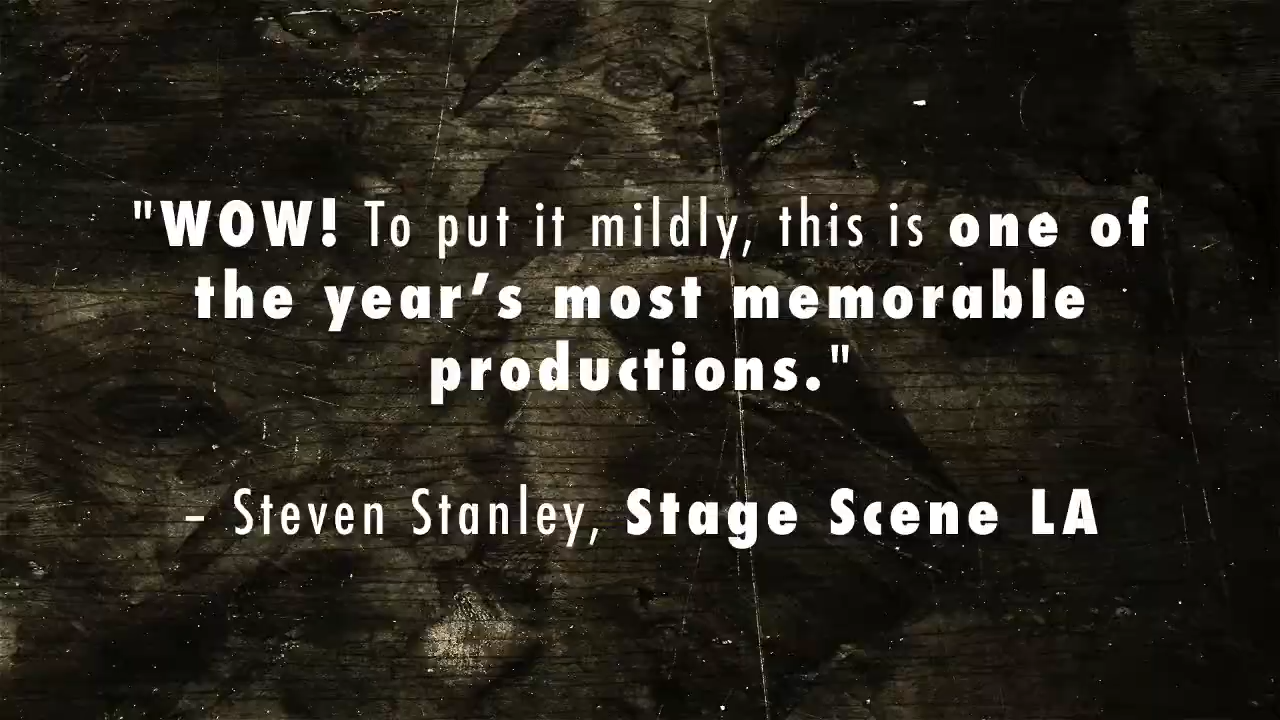 "WOW! To put it mildly, this is one of
the year’s most memorable
productions."
– Steven Stanley, Stage Scene LA